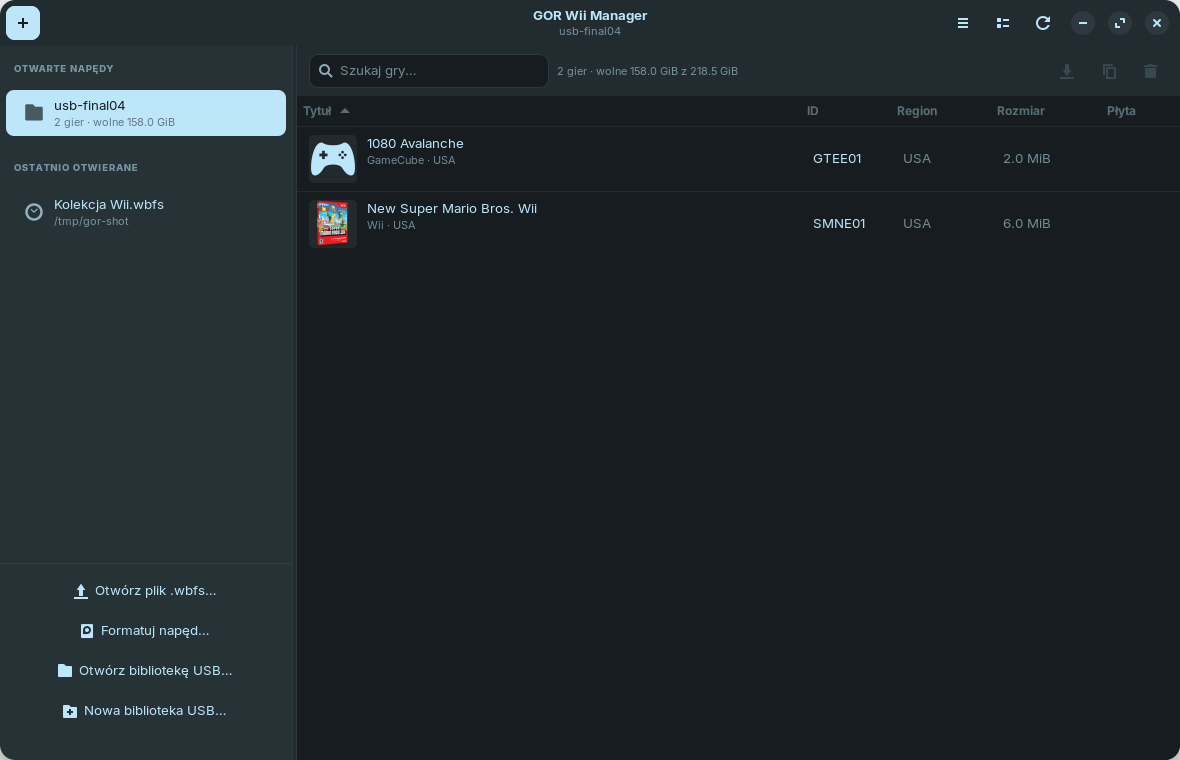 GOR Wii Manager
usb-final04
OTWARTE NAPĘDY
usb-final04
2 gier · wolne 158.0 GiB
OSTATNIO OTWIERANE
Kolekcja Wii.wbfs
/tmp/gor-shot
Otwórz plik .wbfs...
Formatuj napęd...
Otwórz bibliotekę USB...
Nowa biblioteka USB...
Szukaj gry...
2 gier · wolne 158.0 GiB z 218.5 GiB
Tytuł ID Region Rozmiar Płyta
1080 Avalanche
GameCube · USA
GTEE01 USA 2.0 MiB
New Super Mario Bros. Wii
Wii · USA
SMNE01 USA 6.0 MiB